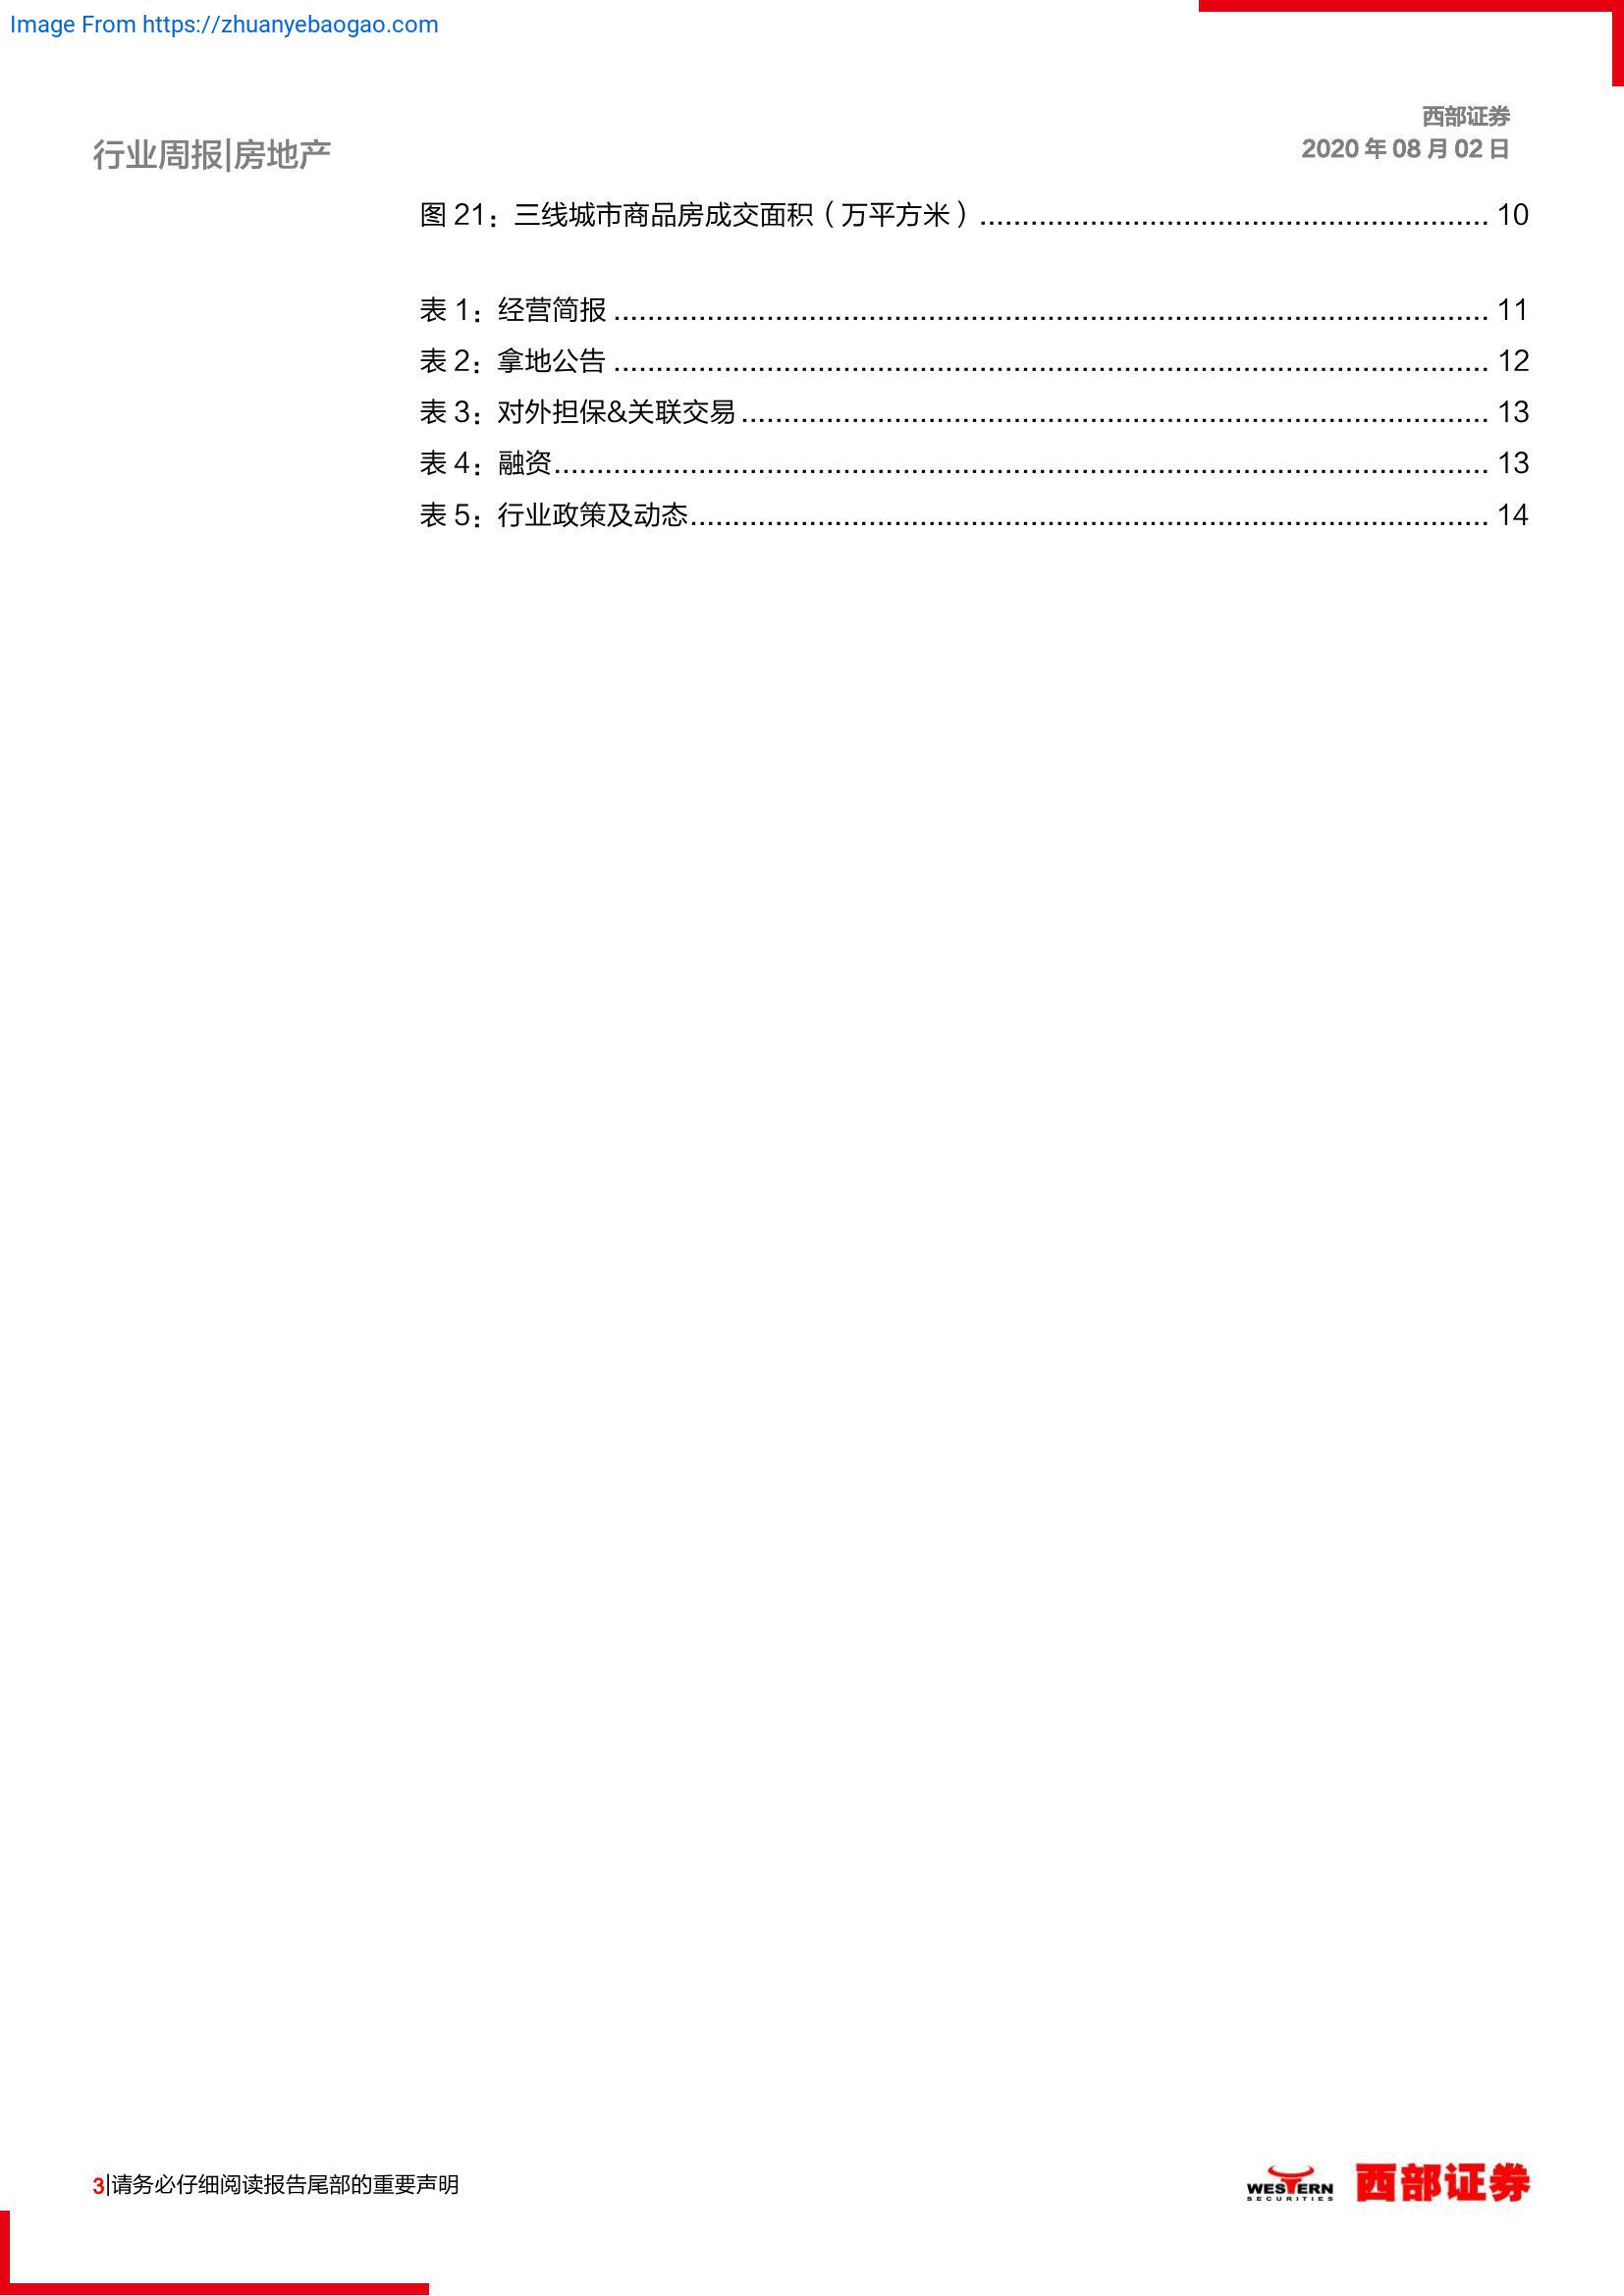 Image From https://zhuanyebaogao.com
西部证券
行业周报|房地产
2020 年 08 月 02 日
图 21：三线城市商品房成交面积（万平方米）............................................................ 10
表 1：经营简报....................................................................................................... 11
表 2：拿地公告....................................................................................................... 12
表 3：对外担保&关联交易........................................................................................ 13
表 4：融资.............................................................................................................. 13
表 5：行业政策及动态.............................................................................................. 14
3|请务必仔细阅读报告尾部的重要声明
WESTERN
SECURITIES
西部证券